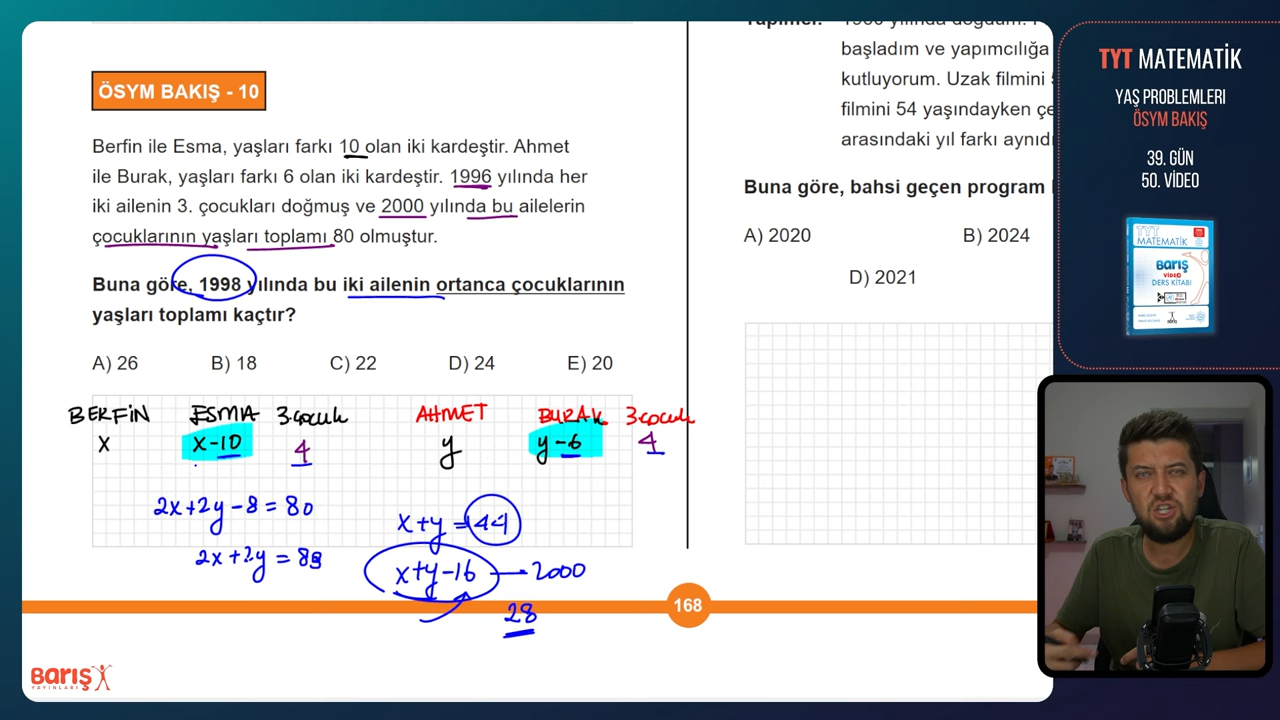 ÖSYM BAKIŞ - 10
Berfin ile Esma, yaşları farkı 10 olan iki kardeştir. Ahmet
ile Burak, yaşları farkı 6 olan iki kardeştir. 1996 yılında her
iki ailenin 3. çocukları doğmuş ve 2000 yılında bu ailelerin
çocuklarının yaşları toplamı 80 olmuştur.
Buna göre, 1998 yılında bu iki ailenin ortanca çocuklarının
yaşları toplamı kaçtır?
A) 26 B) 18 C) 22 D) 24 E) 20
BERFİN ESMA 3.çocuk AHMET BURAK 3.çocuk
x x-10 4 y y-6 4
2x+2y-8=80
2x+2y=88
x+y=44
x+y-16 2000
28
168
BARIŞ
YAYINLARI
başladım ve yapımcılığa
kutluyorum. Uzak filmini
filmini 54 yaşındayken çe
arasındaki yıl farkı aynıd
Buna göre, bahsi geçen program
A) 2020 B) 2024
D) 2021
TYT MATEMATİK
YAŞ PROBLEMLERI
ÖSYM BAKIŞ
39. GÜN
50. VİDEO
TYT
MATEMATİK
BARIŞ
VİDEO
DERS KİTABI